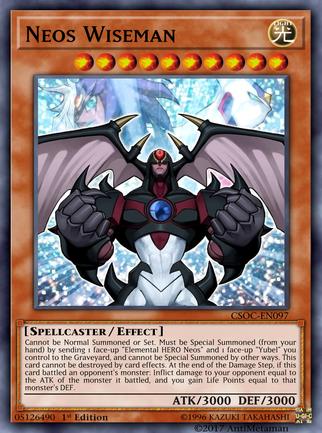 NEOS WISEMAN
LIGHT
光
CSOC-EN097
[SPELLCASTER / EFFECT]
Cannot be Normal Summoned or Set. Must be Special Summoned (from your
hand) by sending 1 face-up "Elemental HERO Neos" and 1 face-up "Yubel" you
control to the Graveyard, and cannot be Special Summoned by other ways. This
card cannot be destroyed by card effects. At the end of the Damage Step, if this
card battled an opponent's monster: Inflict damage to your opponent equal to
the ATK of the monster it battled, and you gain Life Points equal to that
monster's DEF.
ATK/3000 DEF/3000
05126490 1st Edition ©1996 KAZUKI TAKAHASHI
©2017 AntiMetaman